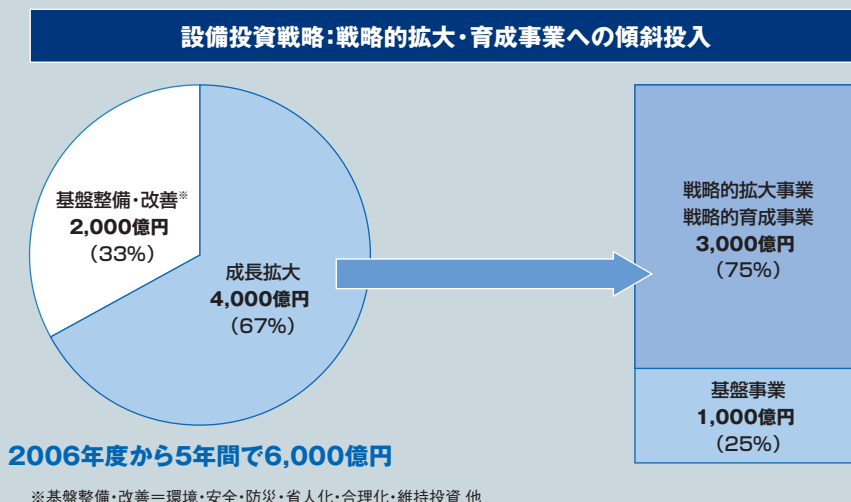 設備投資戦略:戦略的拡大・育成事業への傾斜投入
基盤整備・改善※
2,000億円
(33%)
成長拡大
4,000億円
(67%)
戦略的拡大事業
戦略的育成事業
3,000億円
(75%)
基盤事業
1,000億円
(25%)
2006年度から5年間で6,000億円
※基盤整備・改善=環境・安全・防災・省人化・合理化・維持投資 他